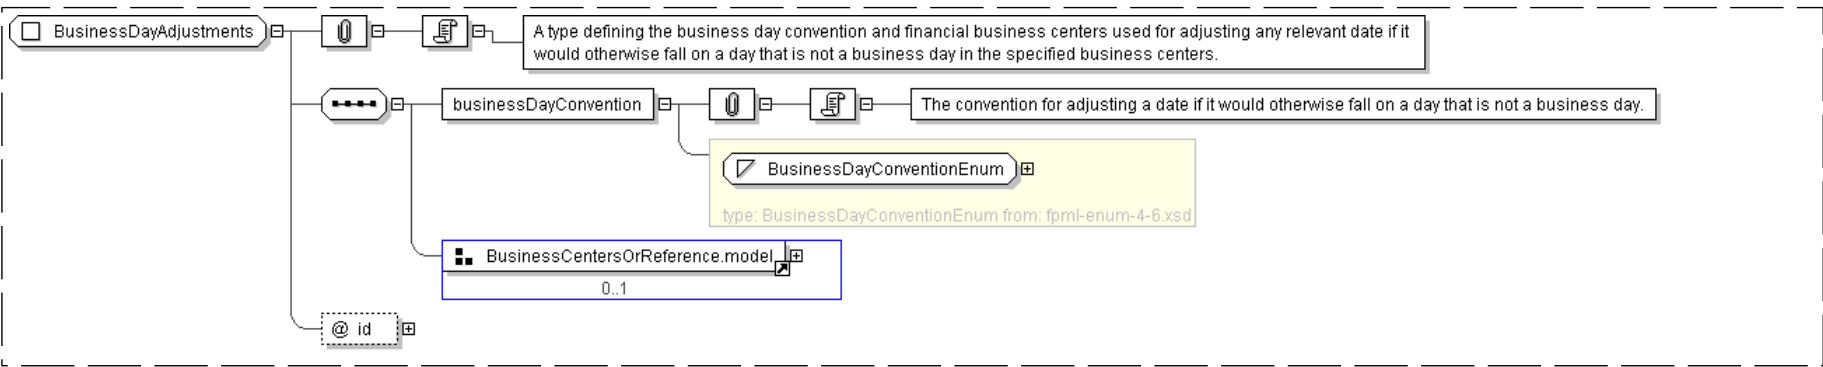 BusinessDayAdjustments
A type defining the business day convention and financial business centers used for adjusting any relevant date if it
would otherwise fall on a day that is not a business day in the specified business centers.
businessDayConvention
The convention for adjusting a date if it would otherwise fall on a day that is not a business day.
BusinessDayConventionEnum
type: BusinessDayConventionEnum from: fpml-enum-4-6.xsd
BusinessCentersOrReference.model
0..1
@ id